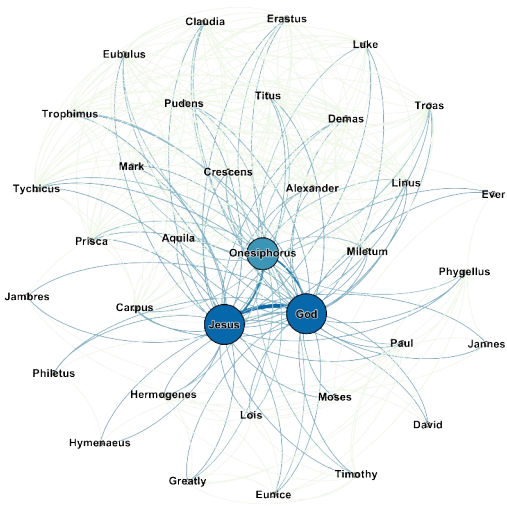 Erastus
Claudia
Luke
Eubulus
Titus
Pudens
Troas
Trophimus
Demas
Mark
Crescens
Linus
Alexander
Tychicus
Ever
Aquila
Prisca
Onesiphorus
Miletum
Phygellus
Jambres
Carpus
God
Jesus
Paul
Jannes
Philetus
Hermogenes
Moses
Lois
David
Hymenaeus
Timothy
Greatly
Eunice